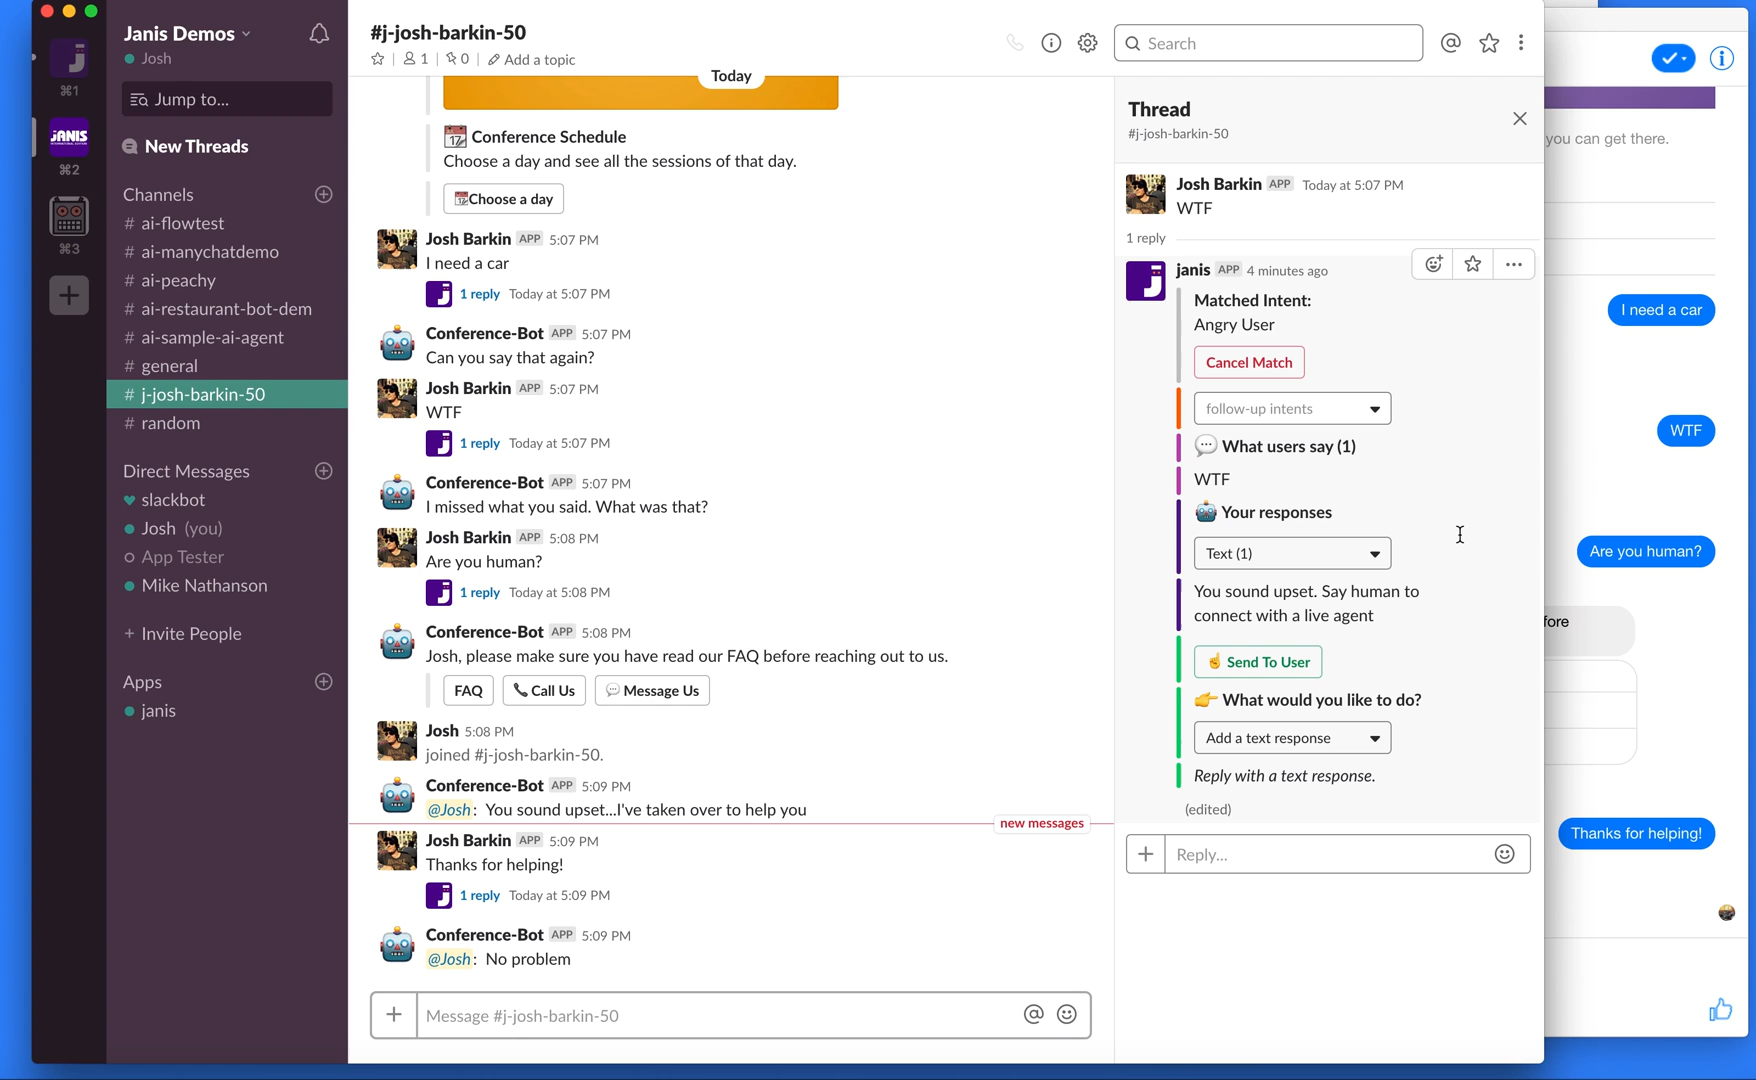 ⌘1
JANIS
⌘2
⌘3
Janis Demos
Josh
Jump to...
New Threads
Channels
# ai-flowtest
# ai-manychatdemo
# ai-peachy
# ai-restaurant-bot-dem
# ai-sample-ai-agent
# general
# j-josh-barkin-50
# random
Direct Messages
slackbot
Josh (you)
App Tester
Mike Nathanson
+ Invite People
Apps
janis
#j-josh-barkin-50
1 | 0 | Add a topic
Search
Today
17 Conference Schedule
Choose a day and see all the sessions of that day.
Choose a day
Josh Barkin APP 5:07 PM
I need a car
1 reply Today at 5:07 PM
Conference-Bot APP 5:07 PM
Can you say that again?
Josh Barkin APP 5:07 PM
WTF
1 reply Today at 5:07 PM
Conference-Bot APP 5:07 PM
I missed what you said. What was that?
Josh Barkin APP 5:08 PM
Are you human?
1 reply Today at 5:08 PM
Conference-Bot APP 5:08 PM
Josh, please make sure you have read our FAQ before reaching out to us.
FAQ Call Us Message Us
Josh 5:08 PM
joined #j-josh-barkin-50.
Conference-Bot APP 5:09 PM
@Josh: You sound upset...I've taken over to help you
new messages
Josh Barkin APP 5:09 PM
Thanks for helping!
1 reply Today at 5:09 PM
Conference-Bot APP 5:09 PM
@Josh: No problem
Message #j-josh-barkin-50
Thread
#j-josh-barkin-50
Josh Barkin APP Today at 5:07 PM
WTF
1 reply
janis APP 4 minutes ago
Matched Intent:
Angry User
Cancel Match
follow-up intents
What users say (1)
WTF
Your responses
Text (1)
You sound upset. Say human to
connect with a live agent
Send To User
What would you like to do?
Add a text response
Reply with a text response.
(edited)
Reply...
you can get there.
I need a car
WTF
Are you human?
fore
Thanks for helping!